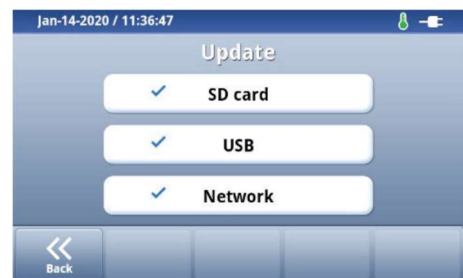 Jan-14-2020 / 11:36:47
Update
SD card
USB
Network
Back